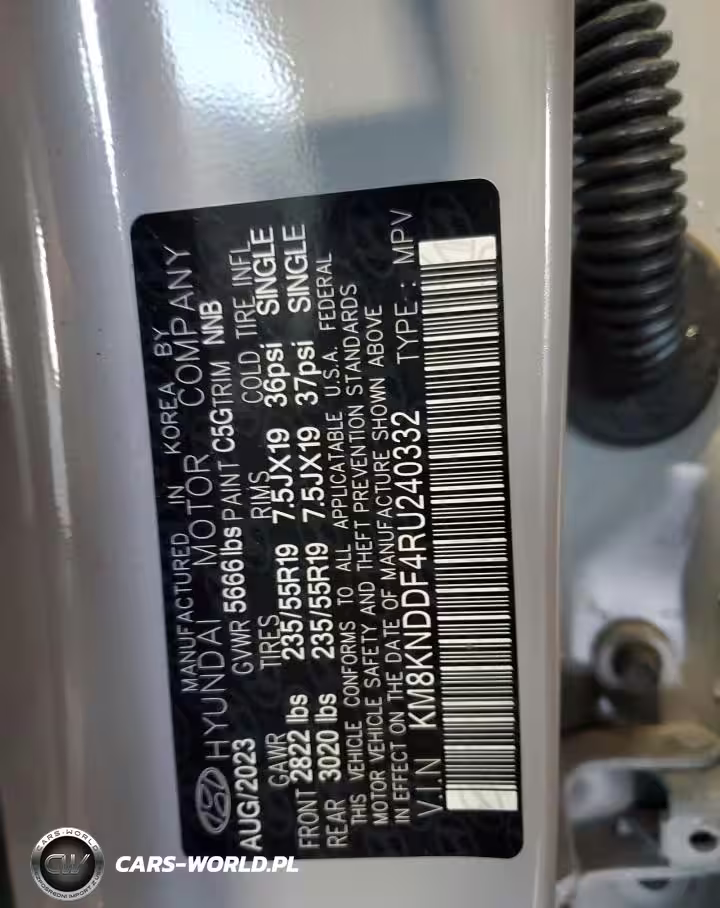 MANUFACTURED IN KOREA BY
HYUNDAI MOTOR COMPANY
AUG/2023 GVWR 5666 lbs PAINT C5G TRIM NNB
GAWR TIRES RIMS COLD TIRE INFL
FRONT 2822 lbs 235/55R19 7.5JX19 36psi SINGLE
REAR 3020 lbs 235/55R19 7.5JX19 37psi SINGLE
THIS VEHICLE CONFORMS TO ALL APPLICATABLE U.S.A. FEDERAL
MOTOR VEHICLE SAFETY AND THEFT PREVENTION STANDARDS
IN EFFECT ON THE DATE OF MANUFACTURE SHOWN ABOVE
V.I.N KM8KNDDF4RU240332 TYPE : MPV
CARS-WORLD
CW
CARS-WORLD.PL